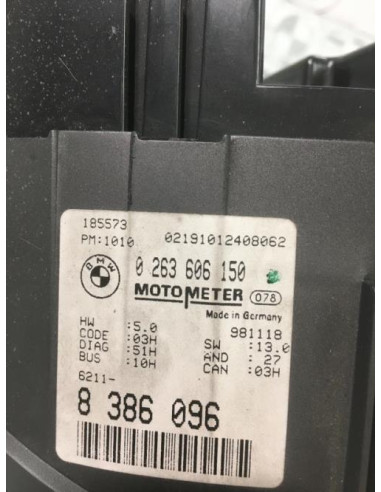 185573
PM:1010 02191012408062
BMW
0 263 606 150
MOTOMETER 078
Made in Germany
981118
HW :5.0
SW :13.0
CODE :03H
AND : 27
DIAG :51H
CAN :03H
BUS :10H
6211-
8 386 096